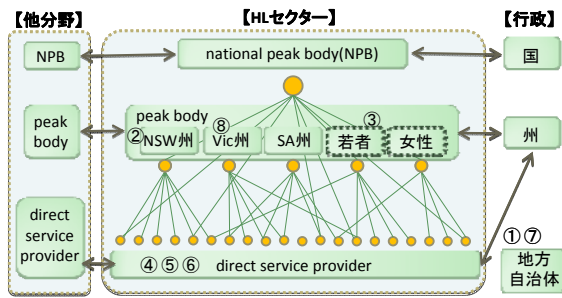 【他分野】
【HLセクター】
【行政】
NPB
national peak body(NPB)
国
peak body
peak
body
②
NSW州
⑧
Vic州
SA州
③
若者
女性
州
direct
service
provider
④⑤⑥ direct service provider
①⑦
地方
自治体